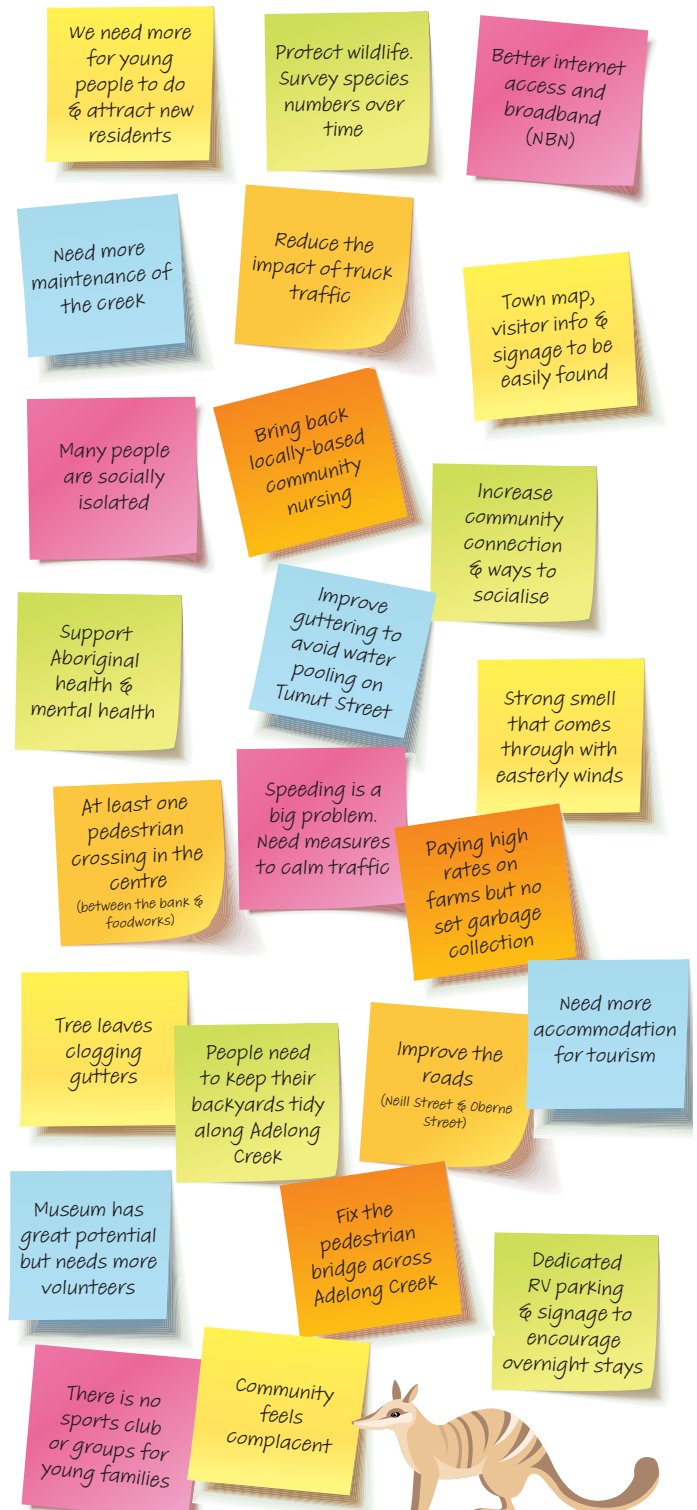 We need more
for young
people to do
& attract new
residents
Protect wildlife.
Survey species
numbers over
time
Better internet
access and
broadband
(NBN)
Need more
maintenance of
the creek
Reduce the
impact of truck
traffic
Town map,
visitor info &
signage to be
easily found
Many people
are socially
isolated
Bring back
locally-based
community
nursing
Increase
community
connection
& ways to
socialise
Support
Aboriginal
health &
mental health
Improve
guttering to
avoid water
pooling on
Tumut Street
Strong smell
that comes
through with
easterly winds
At least one
pedestrian
crossing in the
centre
(between the bank &
foodworks)
Speeding is a
big problem.
Need measures
to calm traffic
Paying high
rates on
farms but no
set garbage
collection
Tree leaves
clogging
gutters
People need
to keep their
backyards tidy
along Adelong
Creek
Improve the
roads
(Neill Street & Oberne
Street)
Need more
accommodation
for tourism
Museum has
great potential
but needs more
volunteers
Fix the
pedestrian
bridge across
Adelong Creek
Dedicated
RV parking
& signage to
encourage
overnight stays
There is no
sports club
or groups for
young families
Community
feels
complacent